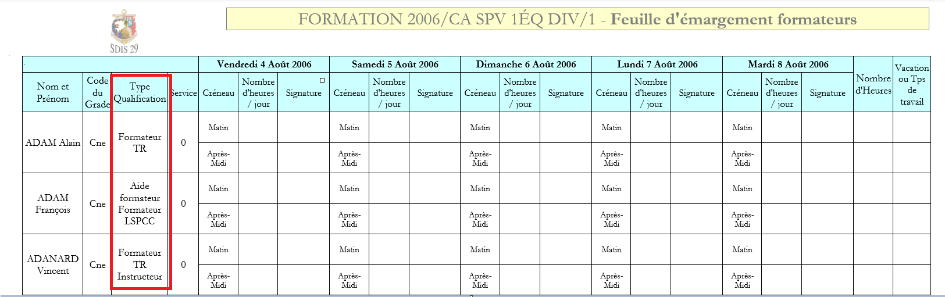 FORMATION 2006/CA SPV 1ÉQ DIV/1 - Feuille d'émargement formateurs
SDIS 29
Vendredi 4 Août 2006 Samedi 5 Août 2006 Dimanche 6 Août 2006 Lundi 7 Août 2006 Mardi 8 Août 2006
Nom et
Prénom
Code
du
Grade
Type
Qualification
Service
Créneau
Nombre
d'heures
/ jour
Signature
Créneau
Nombre
d'heures
/ jour
Signature
Créneau
Nombre
d'heures
/ jour
Signature
Créneau
Nombre
d'heures
/ jour
Signature
Créneau
Nombre
d'heures
/ jour
Signature
Nombre
d'Heures
Vacation
ou Tps
de
travail
ADAM Alain
Cne
Formateur
TR
0
Matin Matin Matin Matin Matin
Après-
Midi
Après-
Midi
Après-
Midi
Après-
Midi
Après-
Midi
ADAM
François
Cne
Aide
formateur
Formateur
LSPCC
0
Matin Matin Matin Matin Matin
Après-
Midi
Après-
Midi
Après-
Midi
Après-
Midi
Après-
Midi
ADANARD
Vincent
Cne
Formateur
TR
Instructeur
0
Matin Matin Matin Matin Matin
Après-
Midi
Après-
Midi
Après-
Midi
Après-
Midi
Après-
Midi